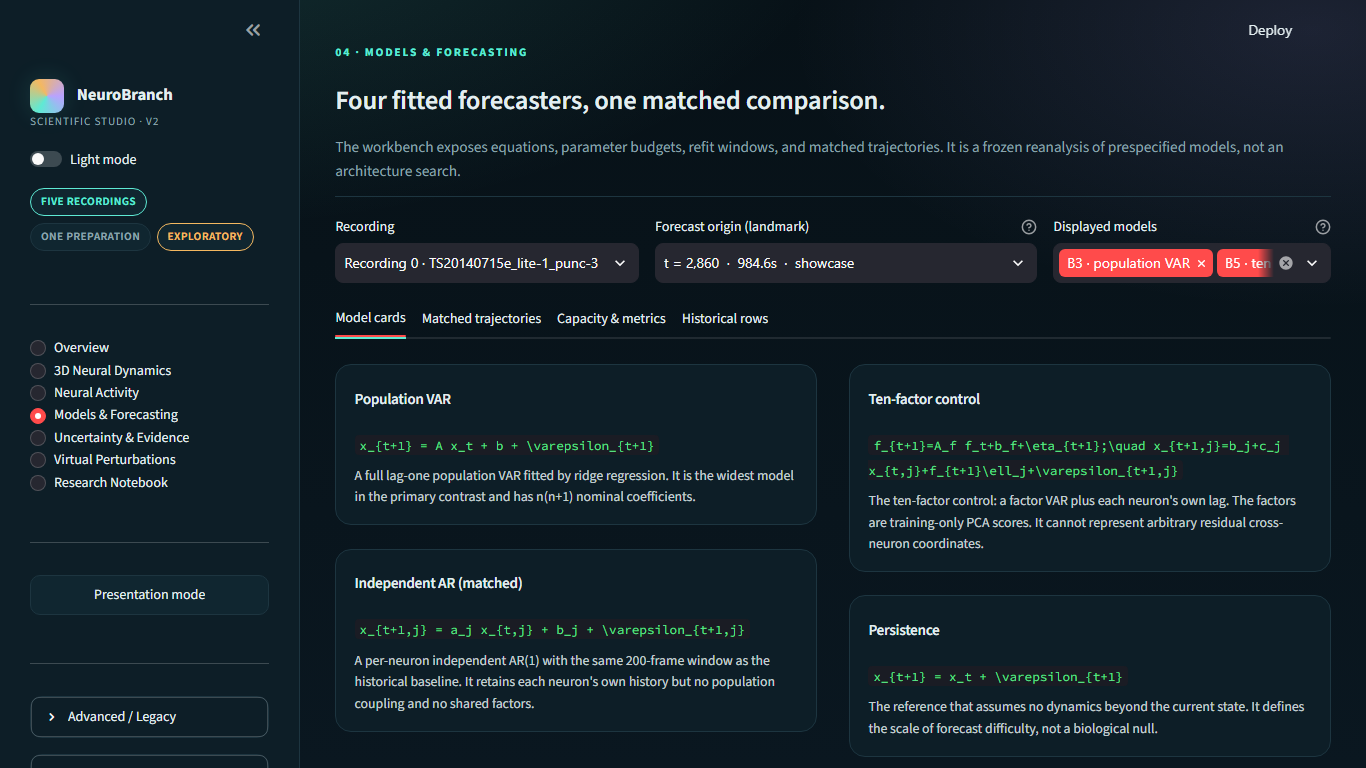 Deploy
NeuroBranch
SCIENTIFIC STUDIO · V2
Light mode
FIVE RECORDINGS
ONE PREPARATION
EXPLORATORY
Overview
3D Neural Dynamics
Neural Activity
Models & Forecasting
Uncertainty & Evidence
Virtual Perturbations
Research Notebook
Presentation mode
Advanced / Legacy
04 · MODELS & FORECASTING
Four fitted forecasters, one matched comparison.
The workbench exposes equations, parameter budgets, refit windows, and matched trajectories. It is a frozen reanalysis of prespecified models, not an
architecture search.
Recording
Recording 0 · TS20140715e_lite-1_punc-3
Forecast origin (landmark)
t = 2,860 · 984.6s · showcase
Displayed models
B3 · population VAR
B5 · ten
Model cards
Matched trajectories
Capacity & metrics
Historical rows
Population VAR
x_{t+1} = A x_t + b + \varepsilon_{t+1}
A full lag-one population VAR fitted by ridge regression. It is the widest model
in the primary contrast and has n(n+1) nominal coefficients.
Ten-factor control
f_{t+1}=A_f f_t+b_f+\eta_{t+1};\quad x_{t+1,j}=b_j+c_j
x_{t,j}+f_{t+1}\ell_j+\varepsilon_{t+1,j}
The ten-factor control: a factor VAR plus each neuron's own lag. The factors
are training-only PCA scores. It cannot represent arbitrary residual cross-
neuron coordinates.
Independent AR (matched)
x_{t+1,j} = a_j x_{t,j} + b_j + \varepsilon_{t+1,j}
A per-neuron independent AR(1) with the same 200-frame window as the
historical baseline. It retains each neuron's own history but no population
coupling and no shared factors.
Persistence
x_{t+1} = x_t + \varepsilon_{t+1}
The reference that assumes no dynamics beyond the current state. It defines
the scale of forecast difficulty, not a biological null.